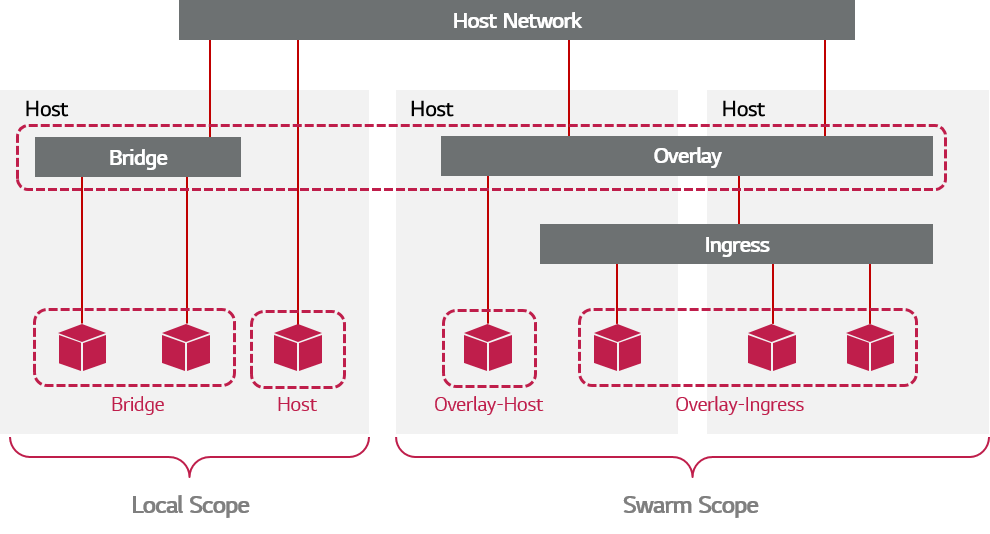 Host Network
Host
Host
Host
Bridge
Overlay
Ingress
Bridge
Host
Overlay-Host
Overlay-Ingress
Local Scope
Swarm Scope